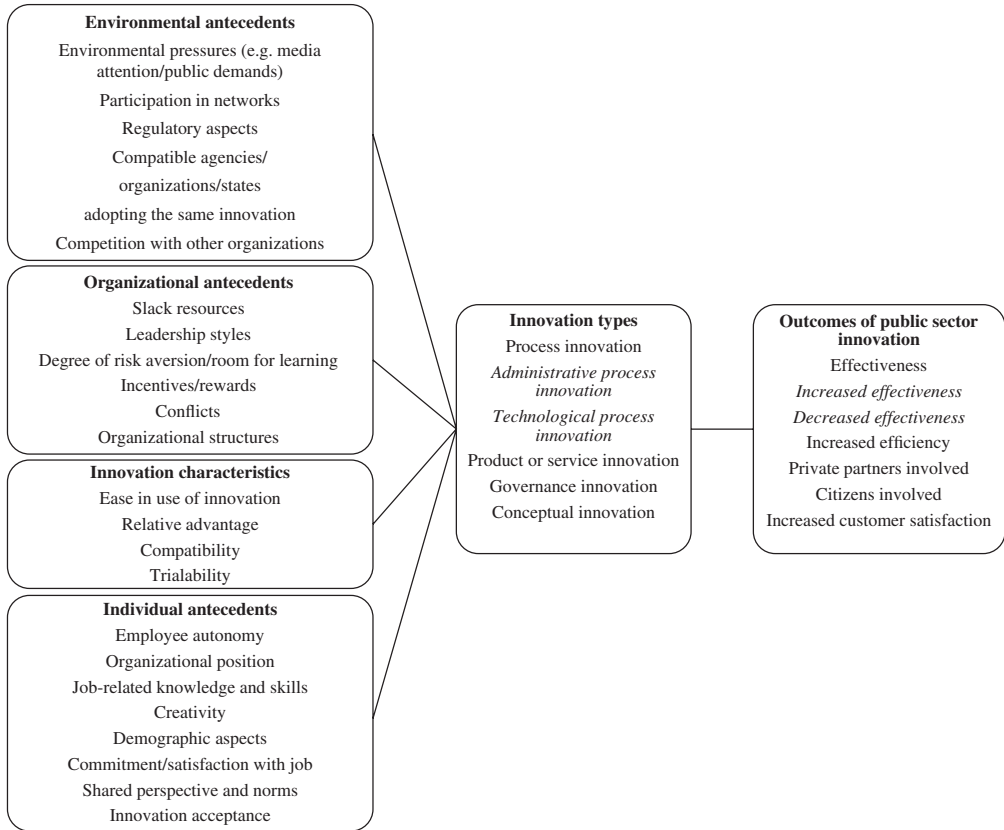 Environmental antecedents
Environmental pressures (e.g. media
attention/public demands)
Participation in networks
Regulatory aspects
Compatible agencies/
organizations/states
adopting the same innovation
Competition with other organizations
Organizational antecedents
Slack resources
Leadership styles
Degree of risk aversion/room for learning
Incentives/rewards
Conflicts
Organizational structures
Innovation characteristics
Ease in use of innovation
Relative advantage
Compatibility
Trialability
Individual antecedents
Employee autonomy
Organizational position
Job-related knowledge and skills
Creativity
Demographic aspects
Commitment/satisfaction with job
Shared perspective and norms
Innovation acceptance
Innovation types
Process innovation
Administrative process
innovation
Technological process
innovation
Product or service innovation
Governance innovation
Conceptual innovation
Outcomes of public sector
innovation
Effectiveness
Increased effectiveness
Decreased effectiveness
Increased efficiency
Private partners involved
Citizens involved
Increased customer satisfaction